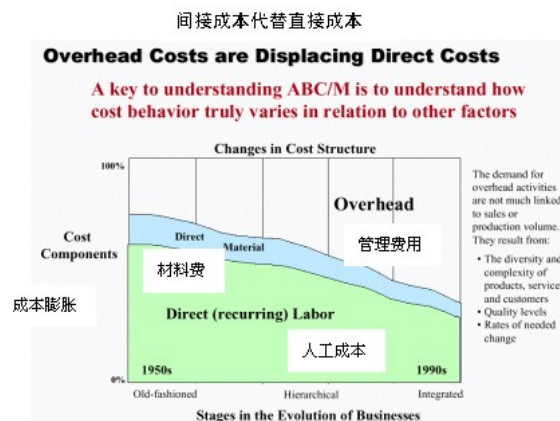 间接成本代替直接成本
Overhead Costs are Displacing Direct Costs
A key to understanding ABC/M is to understand how
cost behavior truly varies in relation to other factors
Changes in Cost Structure
100%
Cost
Components
0%
成本膨胀
Direct
Material
材料费
Overhead
管理费用
Direct (recurring) Labor
人工成本
1950s
1990s
Old-fashioned
Hierarchical
Integrated
Stages in the Evolution of Businesses
The demand for
overhead activities
are not much linked
to sales or
production volume.
They result from:
• The diversity and
complexity of
products, service
and customers
• Quality levels
• Rates of needed
change